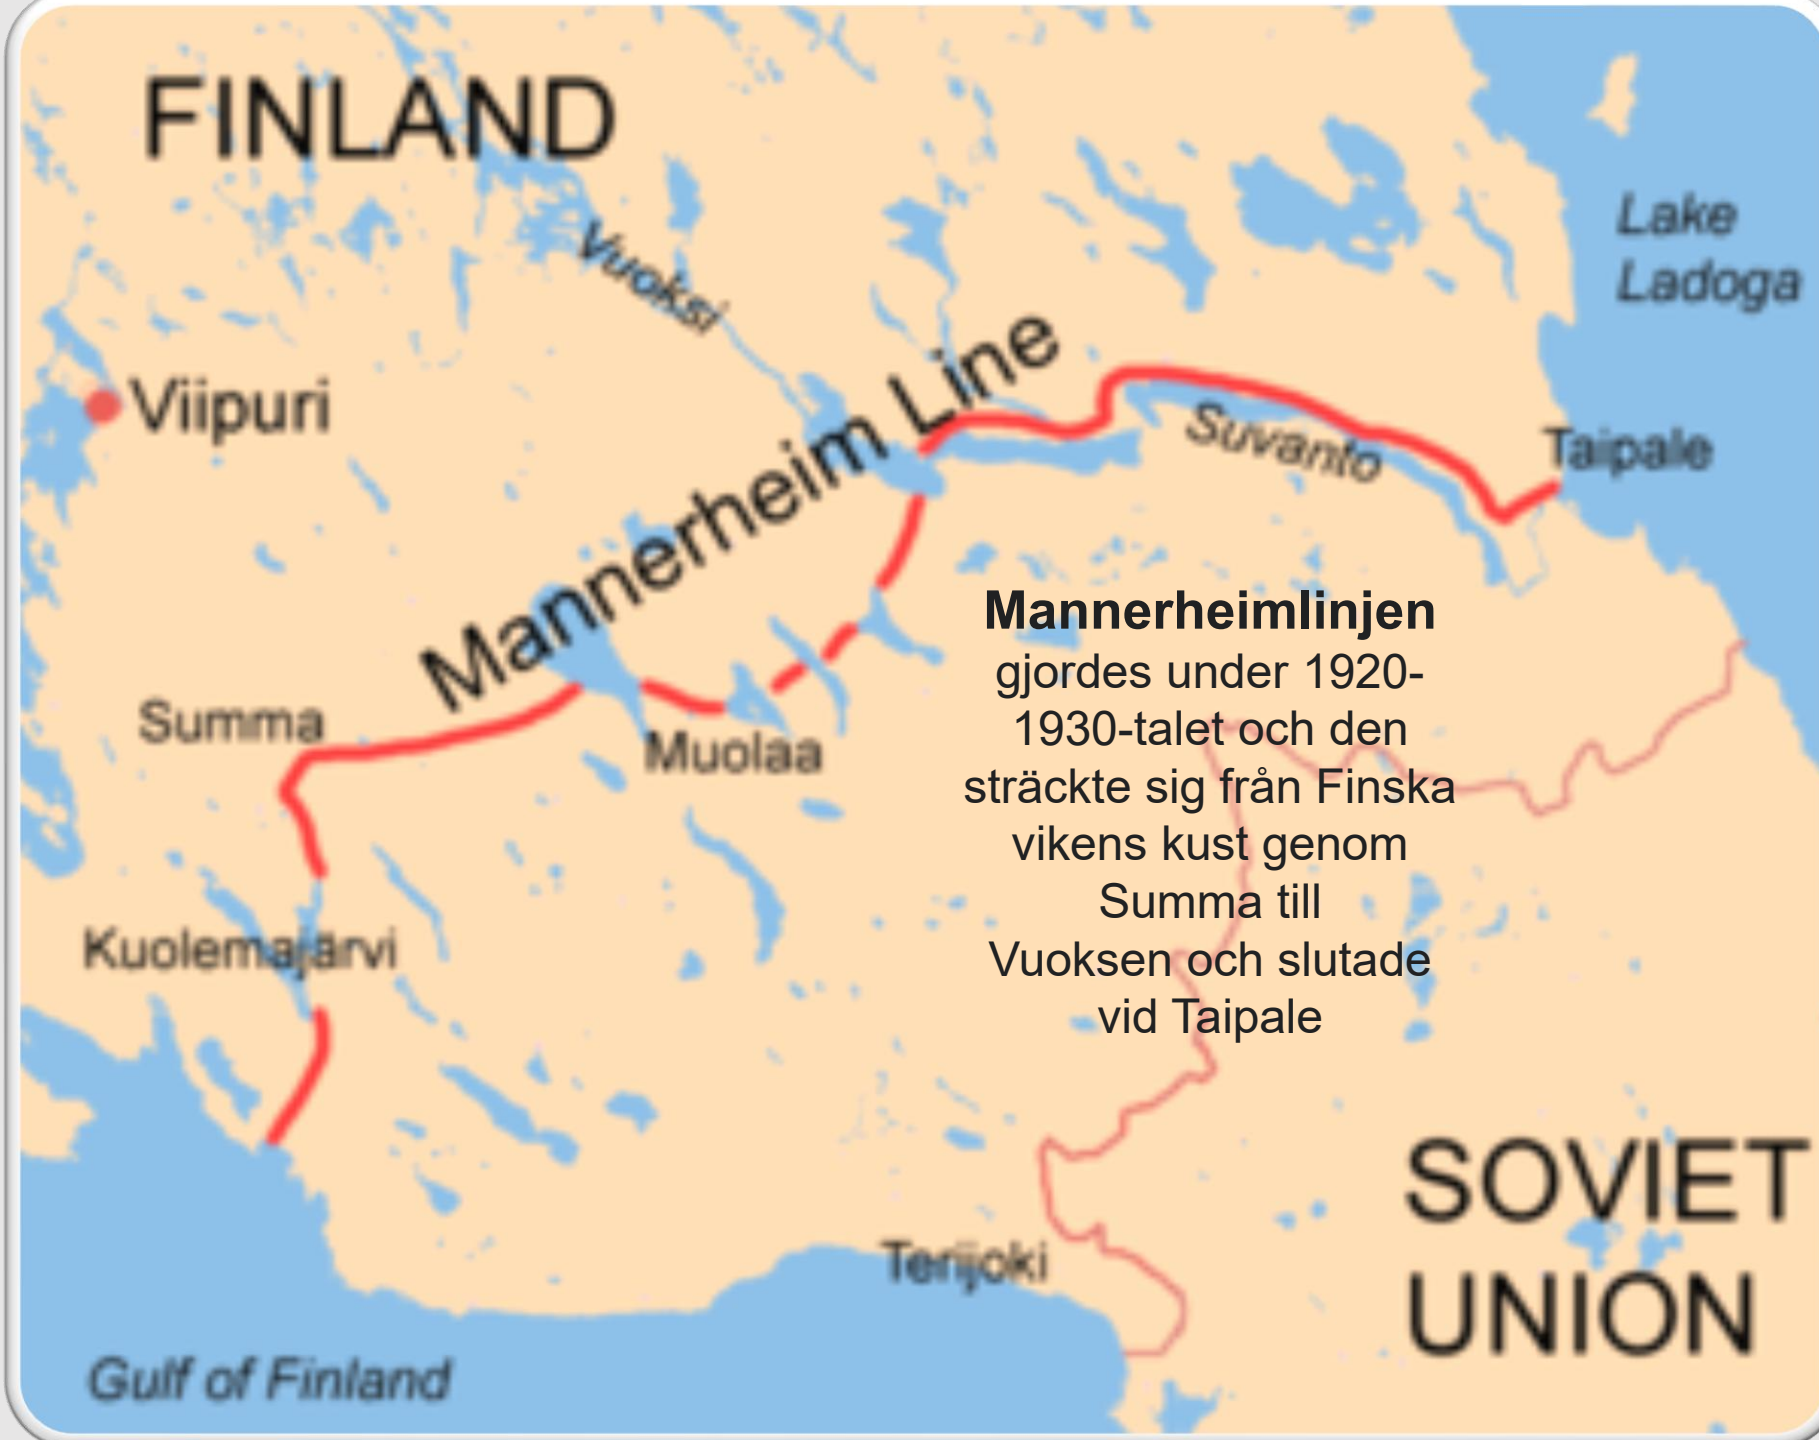 FINLAND
Lake
Ladoga
Vuoksi
Mannerheim Line
Viipuri
Suvanto
Taipale
Mannerheimlinjen
gjordes under 1920-
1930-talet och den
sträckte sig från Finska
vikens kust genom
Summa till
Vuoksen och slutade
vid Taipale
Summa
Muolaa
Kuolemajärvi
SOVIET
UNION
Terijoki
Gulf of Finland